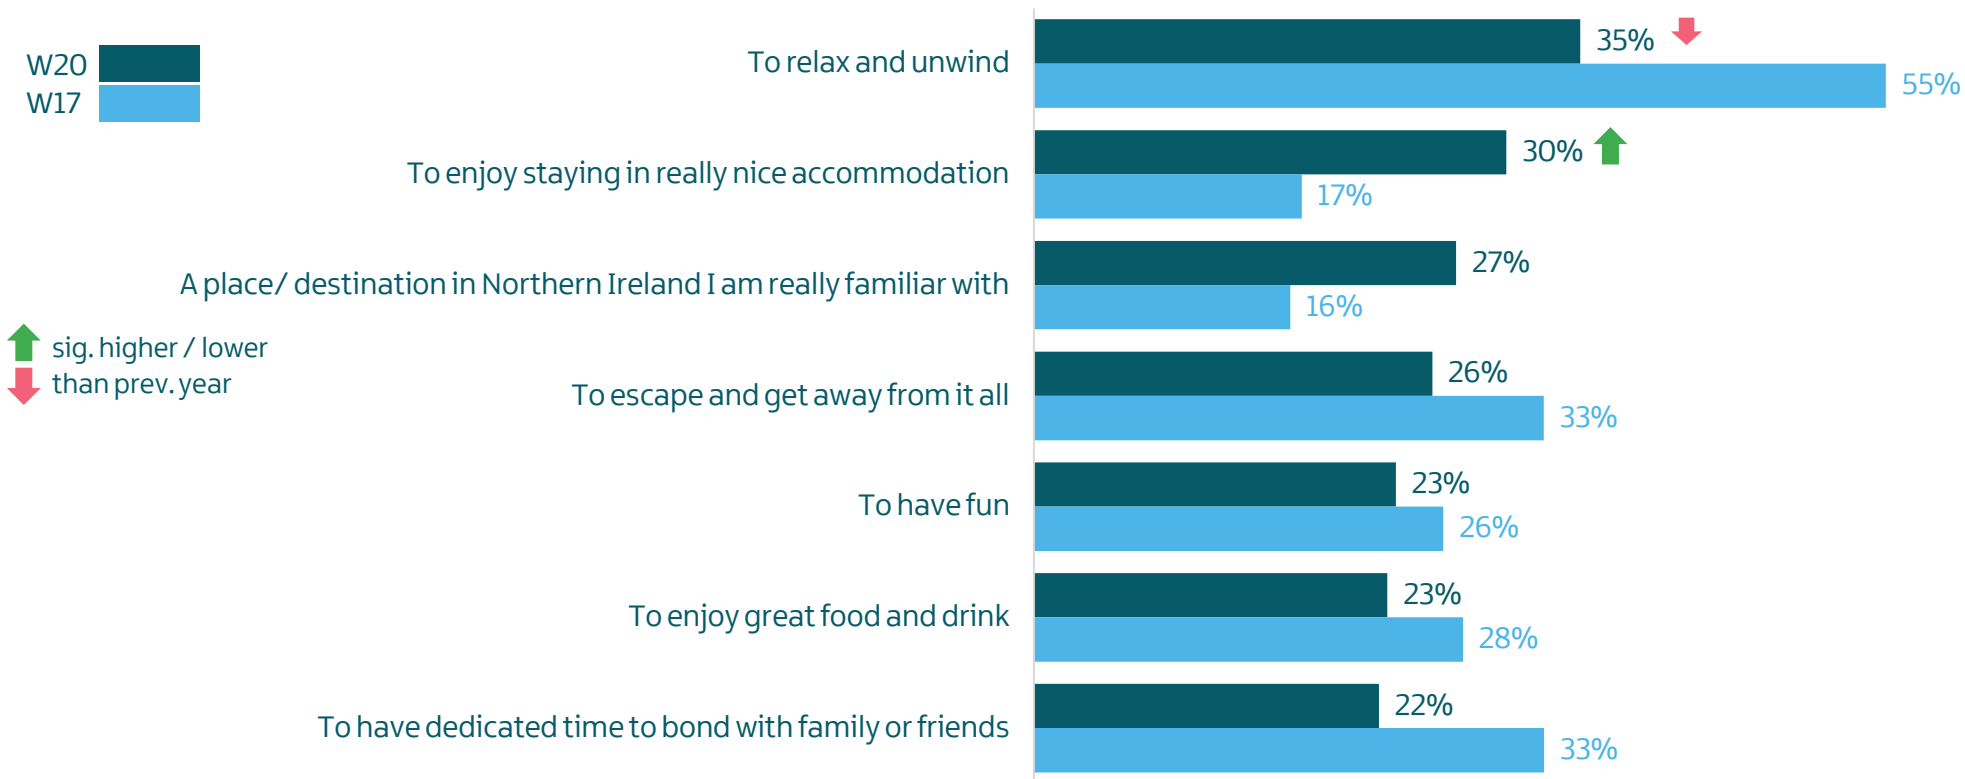 W20
W17
To relax and unwind
35%
55%
To enjoy staying in really nice accommodation
30%
17%
A place/ destination in Northern Ireland I am really familiar with
27%
16%
sig. higher / lower
than prev. year
To escape and get away from it all
26%
33%
To have fun
23%
26%
To enjoy great food and drink
23%
28%
To have dedicated time to bond with family or friends
22%
33%